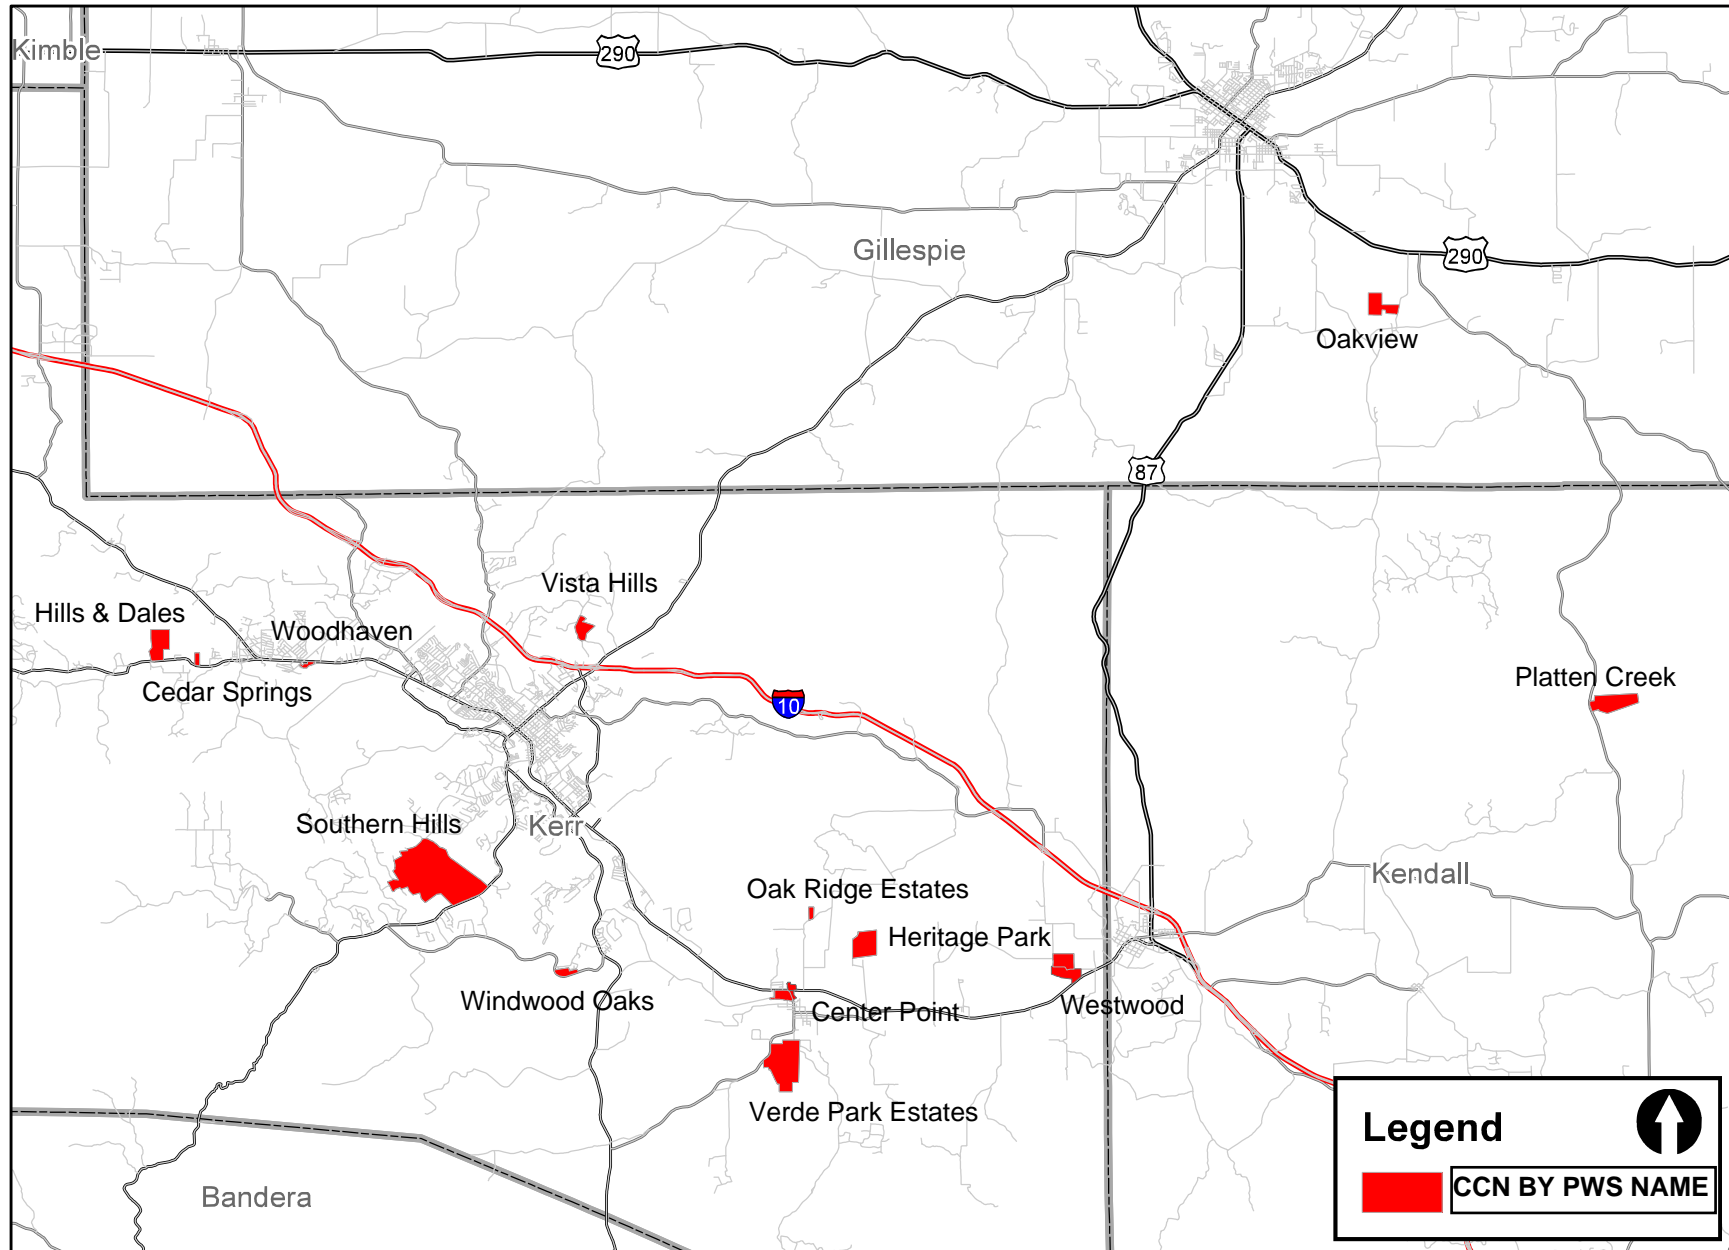 Kimble
290
Gillespie
290
Oakview
87
Vista Hills
Hills & Dales
Woodhaven
Cedar Springs
Platten Creek
10
Southern Hills
Kerr
Kendall
Oak Ridge Estates
Heritage Park
Windwood Oaks
Center Point
Westwood
Verde Park Estates
Bandera
Legend
CCN BY PWS NAME